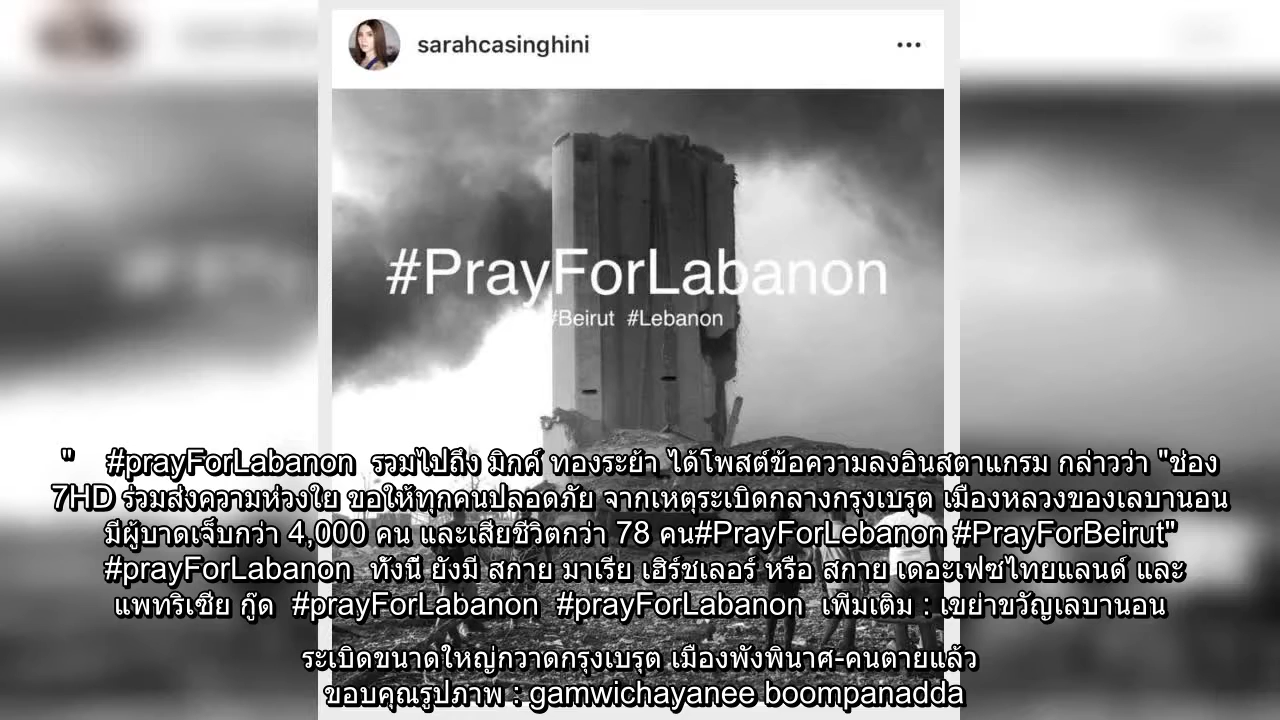 sarahcasinghini
#PrayForLabanon
#Beirut #Lebanon
" #prayForLabanon รวมไปถึง มิกค์ ทองระย้า ได้โพสต์ข้อความลงอินสตาแกรม กล่าวว่า "ช่อง
7HD ร่วมส่งความห่วงใย ขอให้ทุกคนปลอดภัย จากเหตุระเบิดกลางกรุงเบรุต เมืองหลวงของเลบานอน
มีผู้บาดเจ็บกว่า 4,000 คน และเสียชีวิตกว่า 78 คน#PrayForLebanon #PrayForBeirut"
#prayForLabanon ทั้งนี้ ยังมี สกาย มาเรีย เฮิร์ชเลอร์ หรือ สกาย เดอะเฟซไทยแลนด์ และ
แพทริเซีย กู๊ด #prayForLabanon #prayForLabanon เพิ่มเติม : เขย่าขวัญเลบานอน
ระเบิดขนาดใหญ่กวาดกรุงเบรุต เมืองพังพินาศ-คนตายแล้ว
ขอบคุณรูปภาพ : gamwichayanee boompanadda